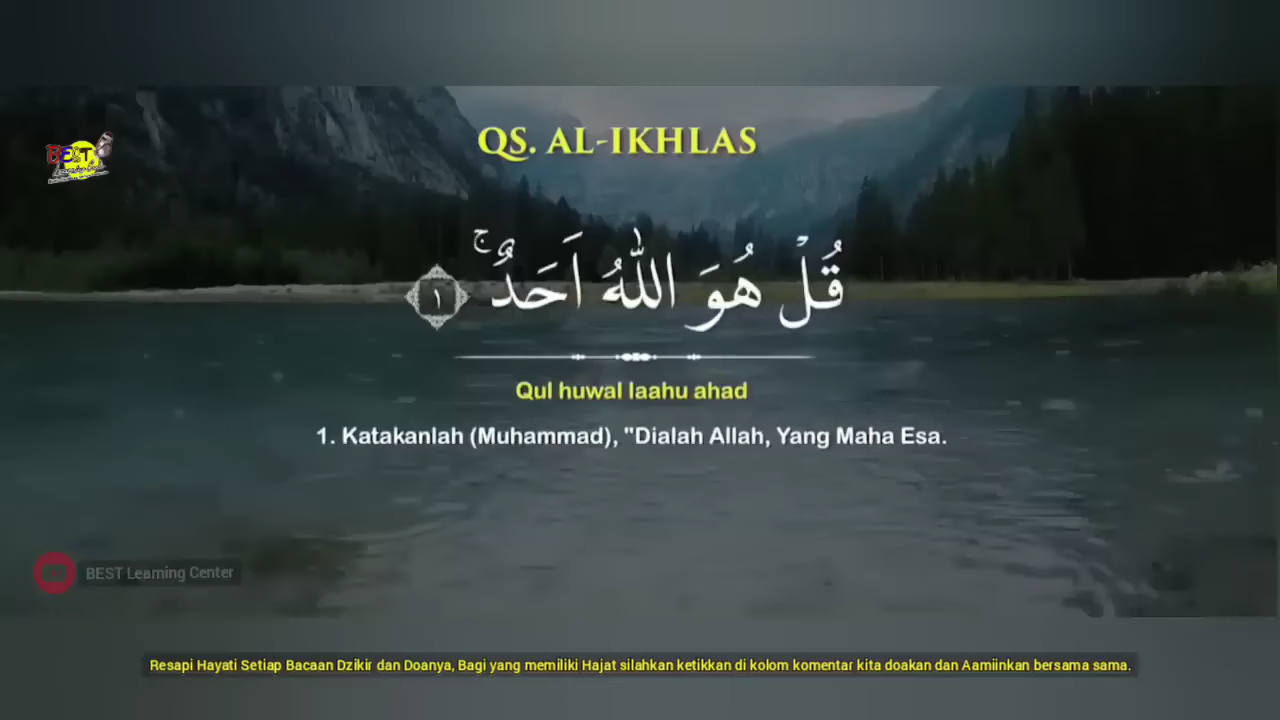 QS. AL-IKHLAS
BEST
قُلْ هُوَ اللّٰهُ اَحَدٌۚ ١
Qul huwal laahu ahad
1. Katakanlah (Muhammad), "Dialah Allah, Yang Maha Esa.
BEST Learning Center
Resapi Hayati Setiap Bacaan Dzikir dan Doanya, Bagi yang memiliki Hajat silahkan ketikkan di kolom komentar kita doakan dan Aamiinkan bersama sama.